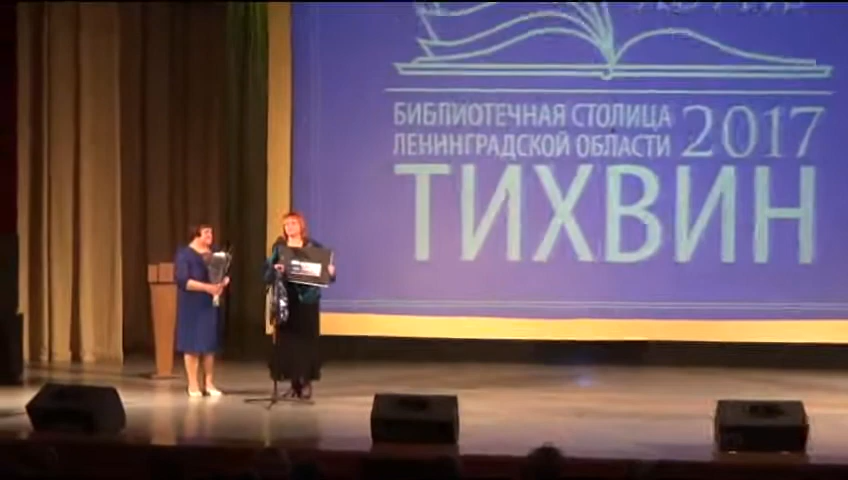 БИБЛИОТЕЧНАЯ СТОЛИЦА
ЛЕНИНГРАДСКОЙ ОБЛАСТИ 2017
ТИХВИН